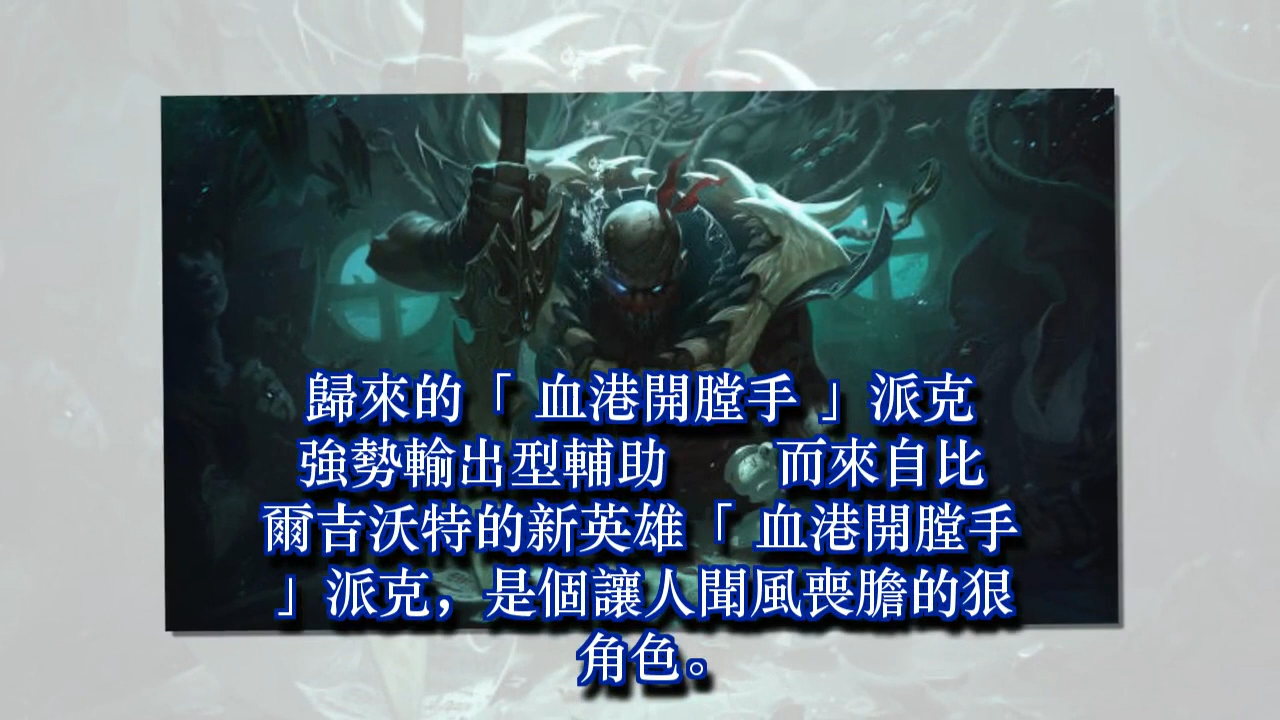 歸來的「 血港開膛手 」派克
強勢輸出型輔助　　而來自比
爾吉沃特的新英雄「 血港開膛手
」派克，是個讓人聞風喪膽的狠
角色。